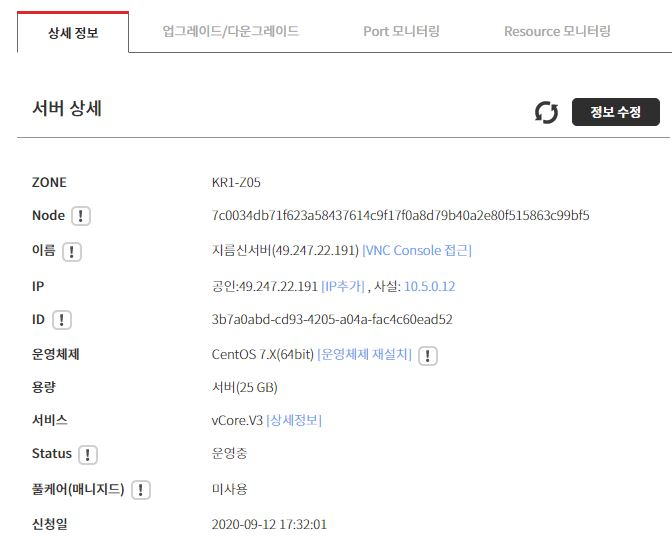 상세 정보 업그레이드/다운그레이드 Port 모니터링 Resource 모니터링
서버 상세 정보 수정
ZONE KR1-Z05
Node ! 7c0034db71f623a58437614c9f17f0a8d79b40a2e80f515863c99bf5
이름 ! 지름신서버(49.247.22.191) [VNC Console 접근]
IP 공인:49.247.22.191 [IP추가] , 사설: 10.5.0.12
ID ! 3b7a0abd-cd93-4205-a04a-fac4c60ead52
운영체제 CentOS 7.X(64bit) [운영체제 재설치] !
용량 서버(25 GB)
서비스 vCore.V3 [상세정보]
Status ! 운영중
풀케어(매니지드) ! 미사용
신청일 2020-09-12 17:32:01